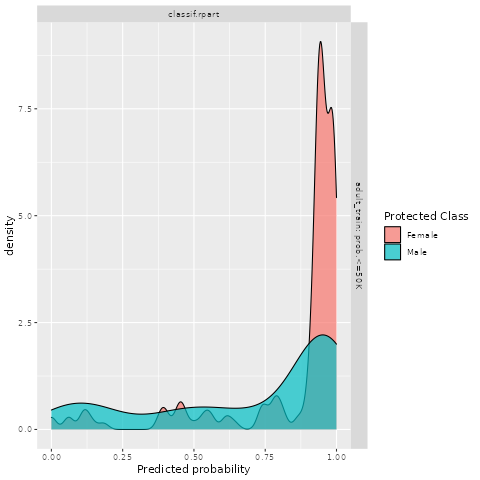 classif.rpart
7.5
5.0
2.5
0.0
density
0.00
0.25
0.50
0.75
1.00
Predicted probability
adult_train: prob.<=50K
Protected Class
Female
Male